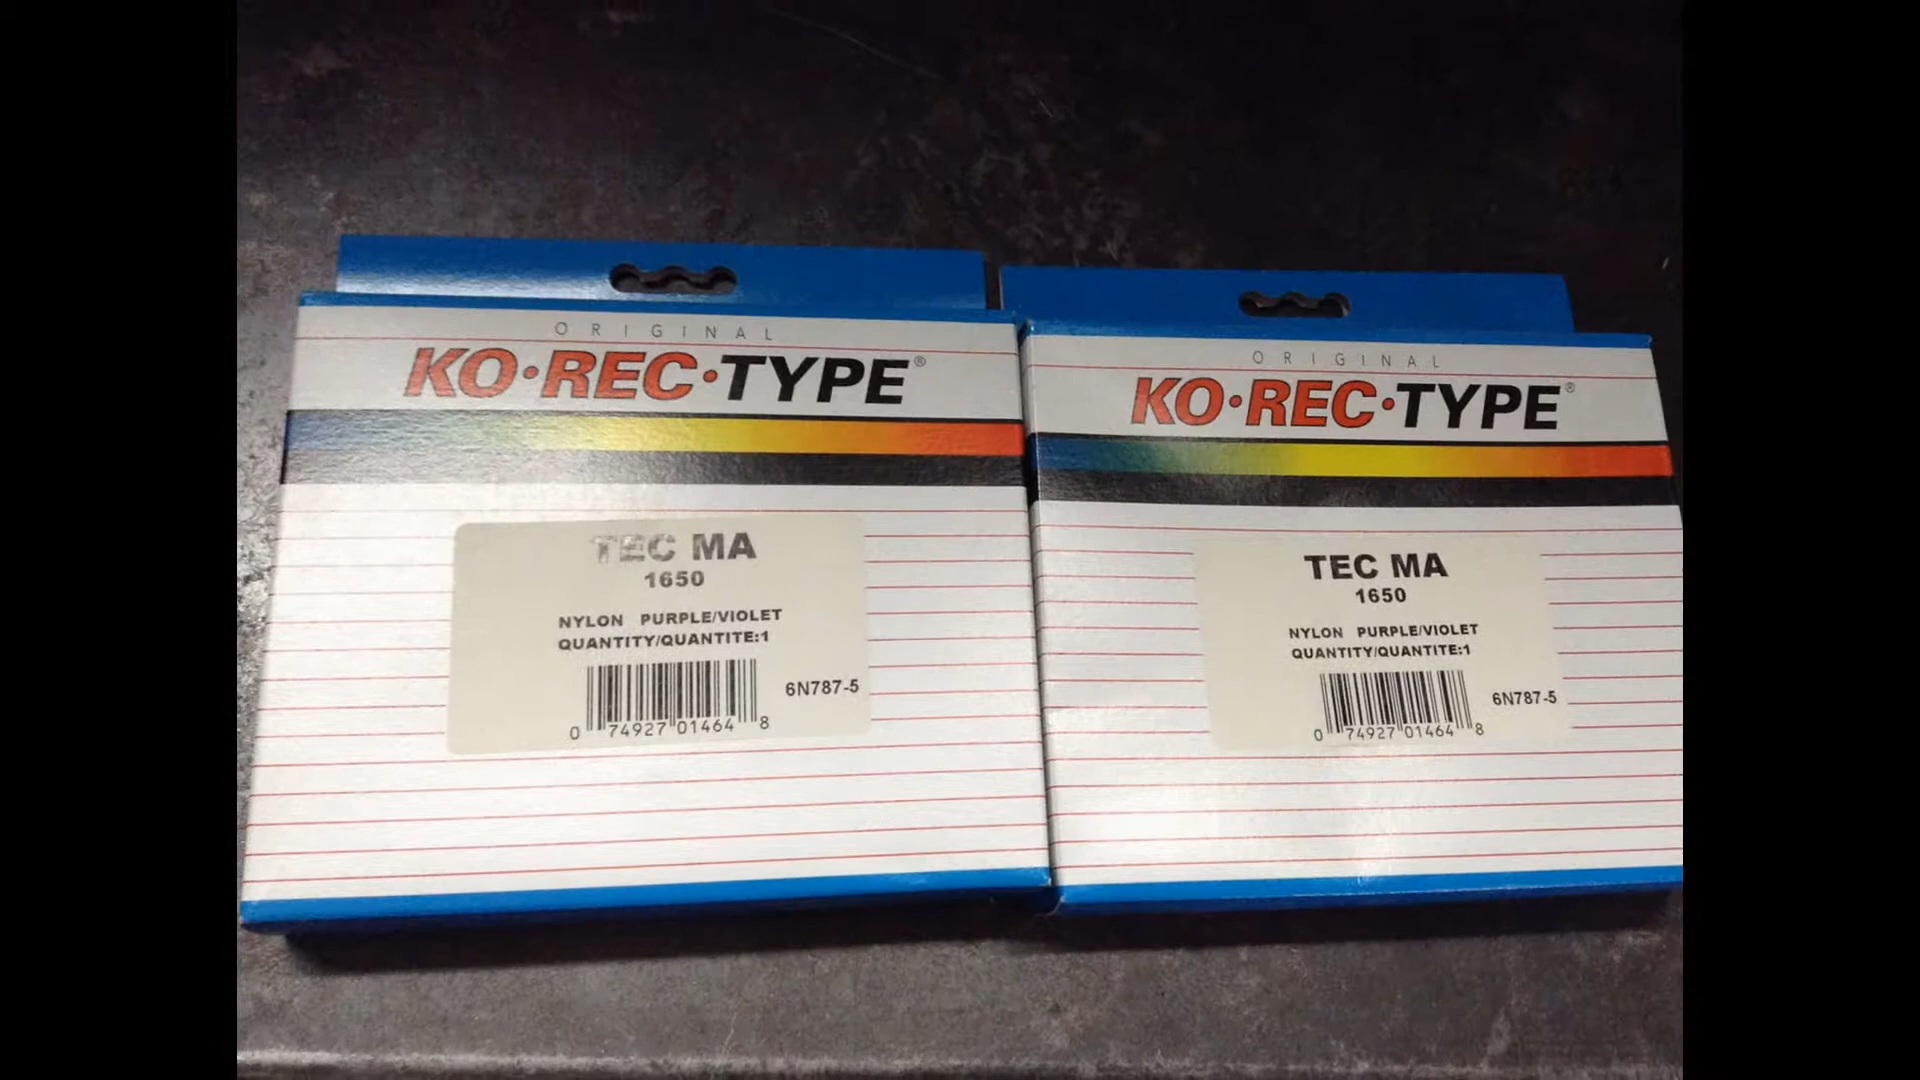 ORIGINAL
KO·REC·TYPE®
TEC MA
1650
NYLON PURPLE/VIOLET
QUANTITY/QUANTITE:1
6N787-5
0 74927 01464 8
ORIGINAL
KO·REC·TYPE®
TEC MA
1650
NYLON PURPLE/VIOLET
QUANTITY/QUANTITE:1
6N787-5
0 74927 01464 8